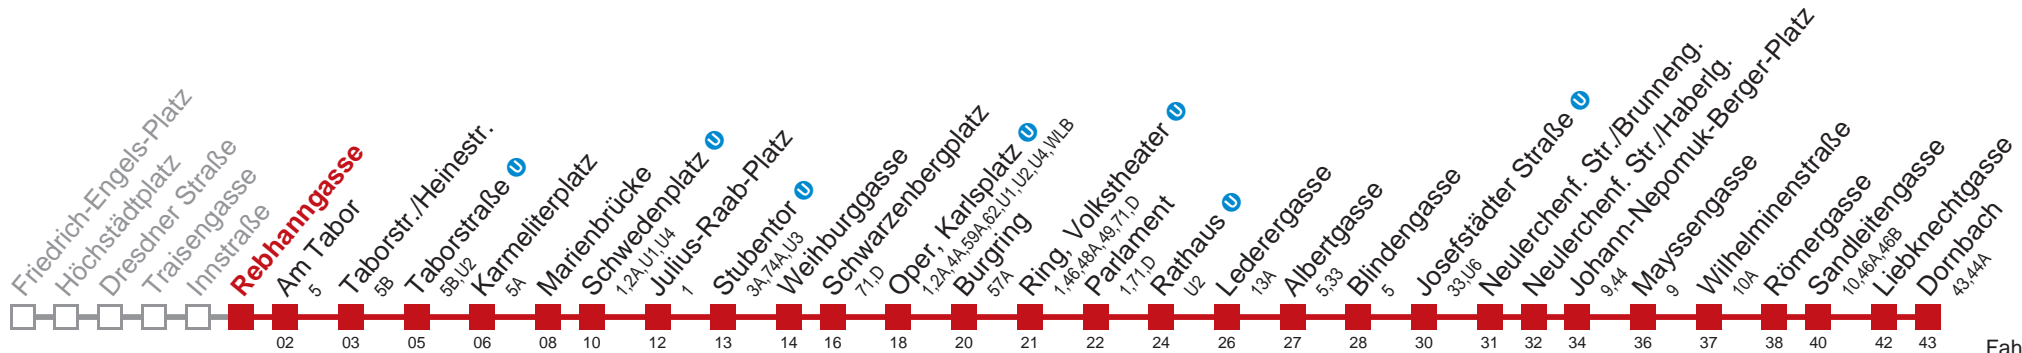 Friedrich-Engels-Platz
Höchstädtplatz
Dresdner Straße
Traisengasse
Innstraße
Rebhanngasse
Am Tabor
5
Taborstr./Heinestr.
5B
Taborstraße U
5B,U2
Karmeliterplatz
5A
Marienbrücke
Schwedenplatz U
1,2A,U1,U4
Julius-Raab-Platz
1
Stubentor U
3A,74A,U3
Weihburggasse
Schwarzenbergplatz
71,D
Oper, Karlsplatz U
1,2A,4A,59A,62,U1,U2,U4,WLB
Burgring
57A
Ring, Volkstheater U
1,46,48A,49,71,D
Parlament
1,71,D
Rathaus U
U2
Lederergasse
13A
Albertgasse
5,33
Blindengasse
5
Josefstädter Straße U
33,U6
Neulerchenf. Str./Brunneng.
Neulerchenf. Str./Haberlg.
Johann-Nepomuk-Berger-Platz
9,44
Mayssengasse
9
Wilhelminenstraße
10A
Römergasse
Sandleitengasse
10,46A,46B
Liebknechtgasse
Dornbach
43,44A
02 03 05 06 08 10 12 13 14 16 18 20 21 22 24 26 27 28 30 31 32 34 36 37 38 40 42 43
Fah